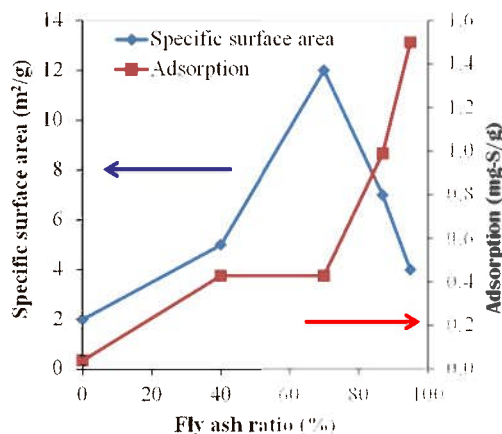 Specific surface area
Adsorption
Specific surface area (m²/g)
14
12
10
8
6
4
2
0
1.6
1.4
1.2
1.0
0.8
0.6
0.4
0.2
0.0
Adsorption (mg-S/g)
0 20 40 60 80 100
Fly ash ratio (%)